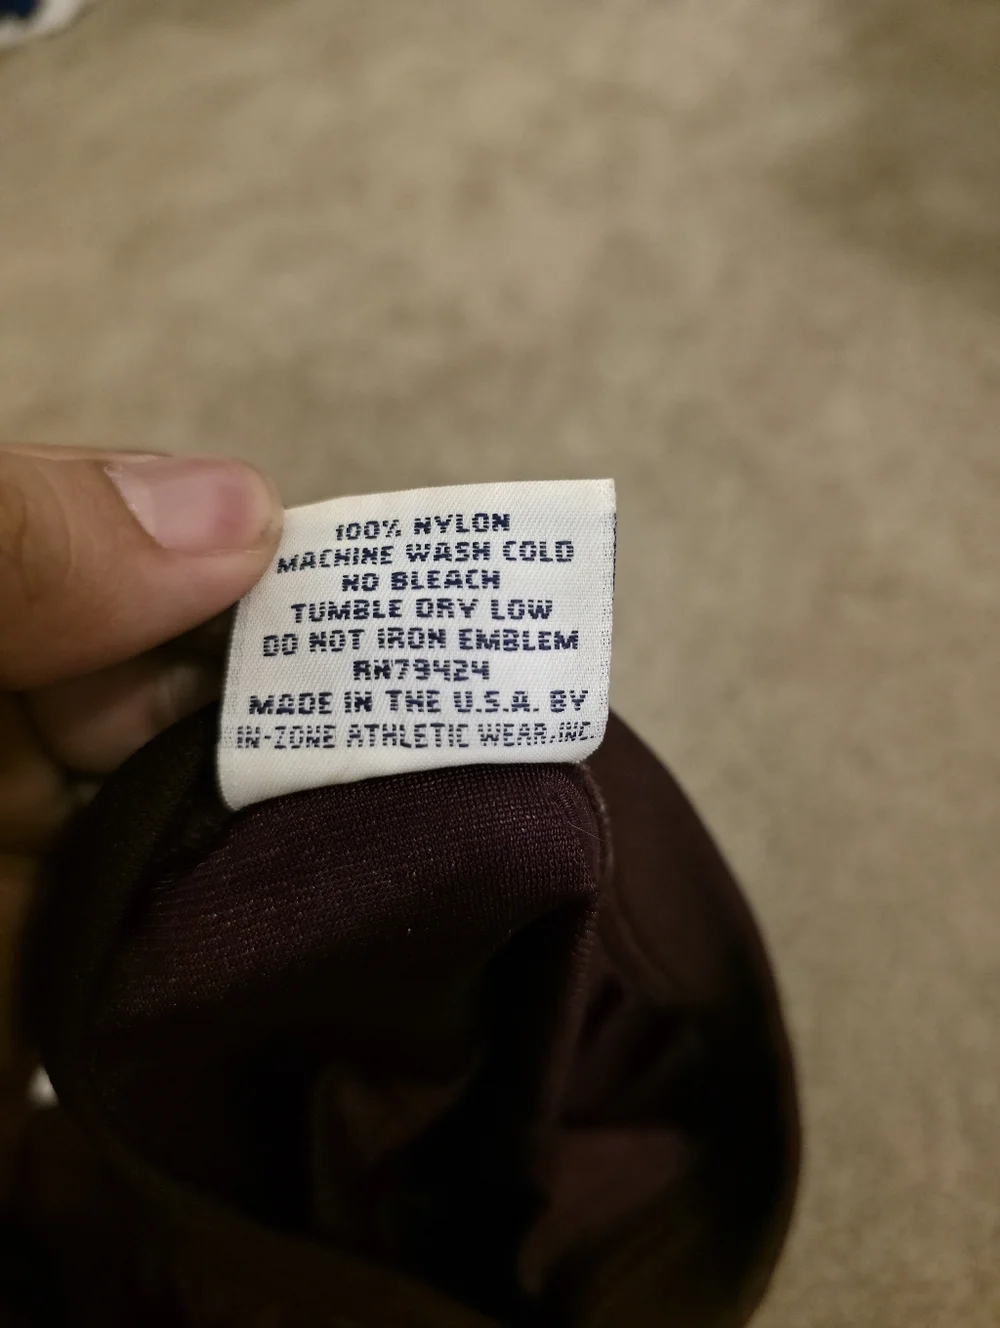 100% NYLON
MACHINE WASH COLD
NO BLEACH
TUMBLE DRY LOW
DO NOT IRON EMBLEM
RN79424
MADE IN THE U.S.A. BY
IN-ZONE ATHLETIC WEAR.INC.